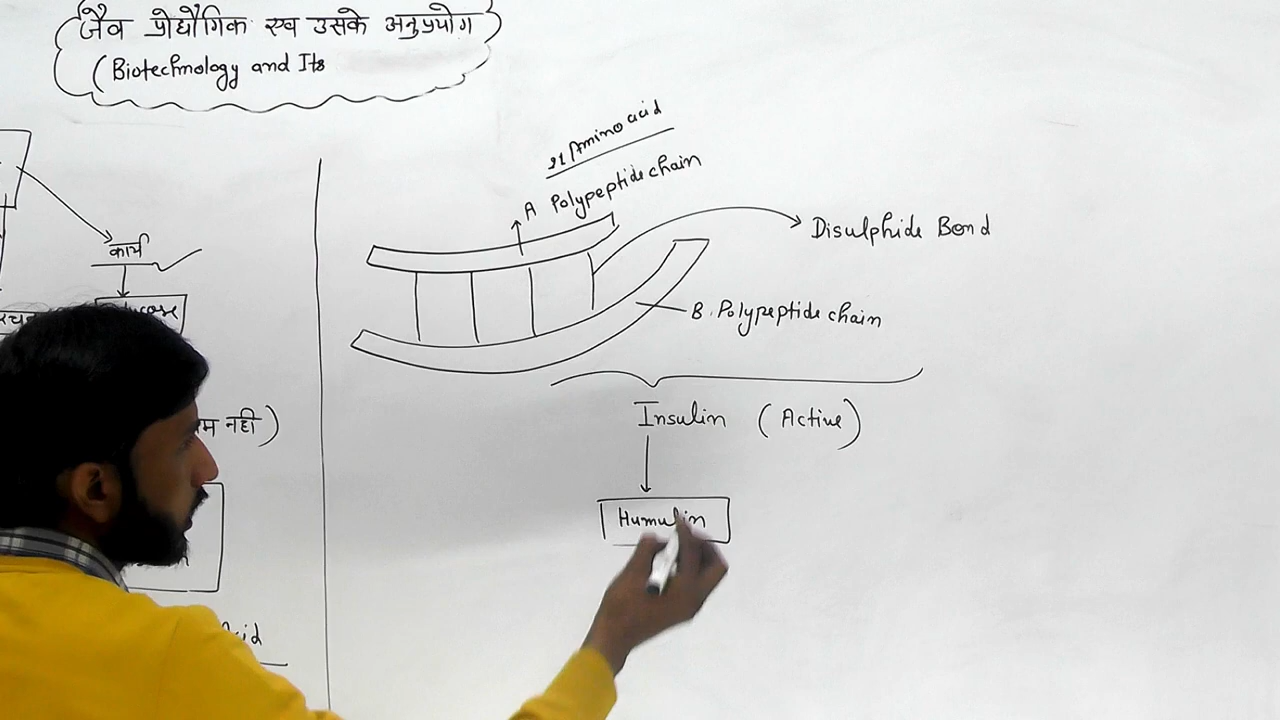 जैव प्रोद्यौगिक एव उसके अनुप्रयोग
(Biotechnology and Its
21 Amino acid
A Polypeptide chain
Disulphide Bond
कार्य
B. Polypeptide chain
Insulin (Active)
नही)
Humulin